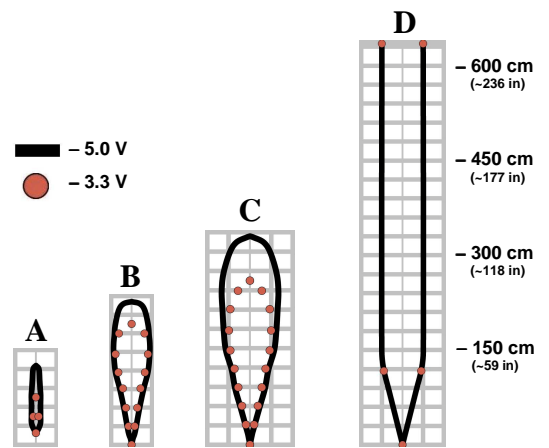 D
– 600 cm
(~236 in)
– 5.0 V
– 3.3 V
– 450 cm
(~177 in)
C
B
– 300 cm
(~118 in)
A
– 150 cm
(~59 in)